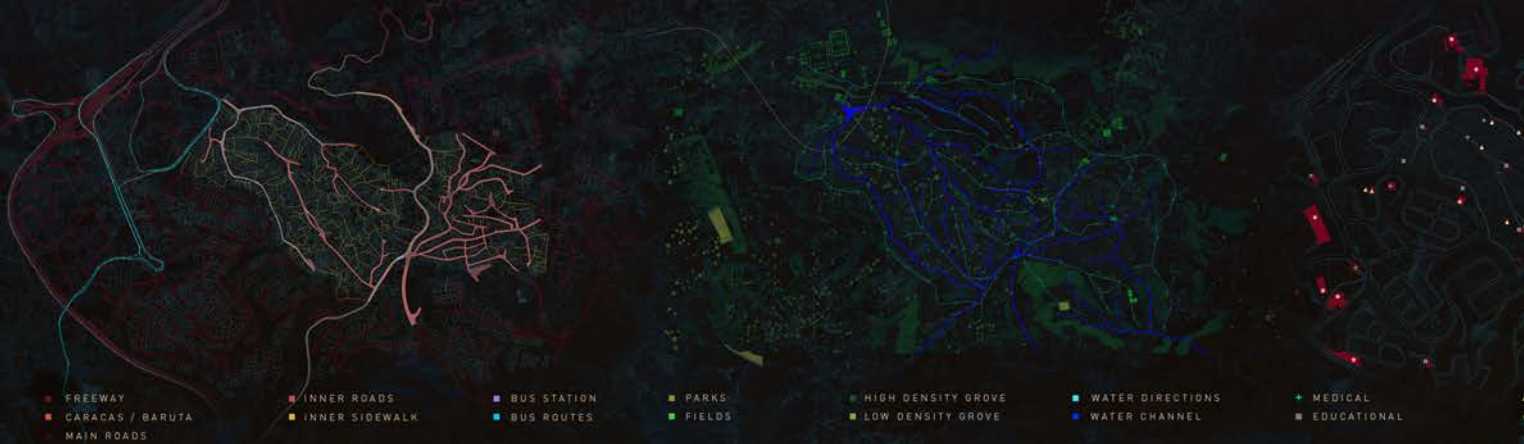 FREEWAY
CARACAS / BARUTA
MAIN ROADS
INNER ROADS
INNER SIDEWALK
BUS STATION
BUS ROUTES
PARKS
FIELDS
HIGH DENSITY GROVE
LOW DENSITY GROVE
WATER DIRECTIONS
WATER CHANNEL
MEDICAL
EDUCATIONAL